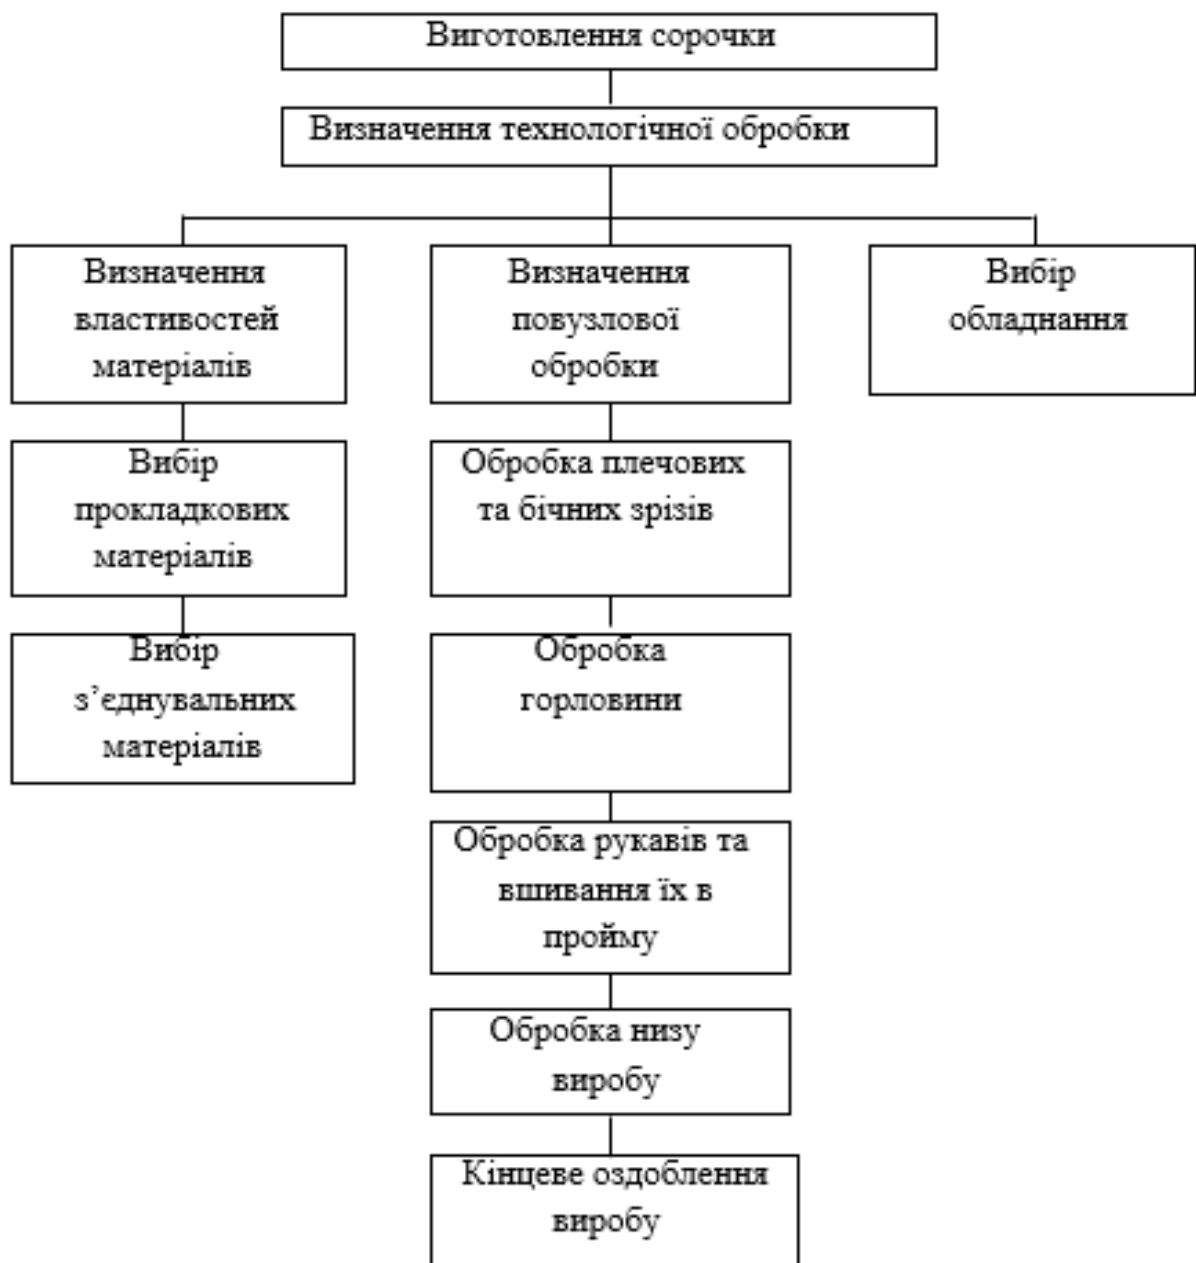 Виготовлення сорочки
Визначення технологічної обробки
Визначення
властивостей
матеріалів
Визначення
повузлової
обробки
Вибір
обладнання
Вибір
прокладкових
матеріалів
Обробка плечових
та бічних зрізів
Вибір
з’єднувальних
матеріалів
Обробка
горловини
Обробка рукавів та
вшивання їх в
пройму
Обробка низу
виробу
Кінцеве оздоблення
виробу